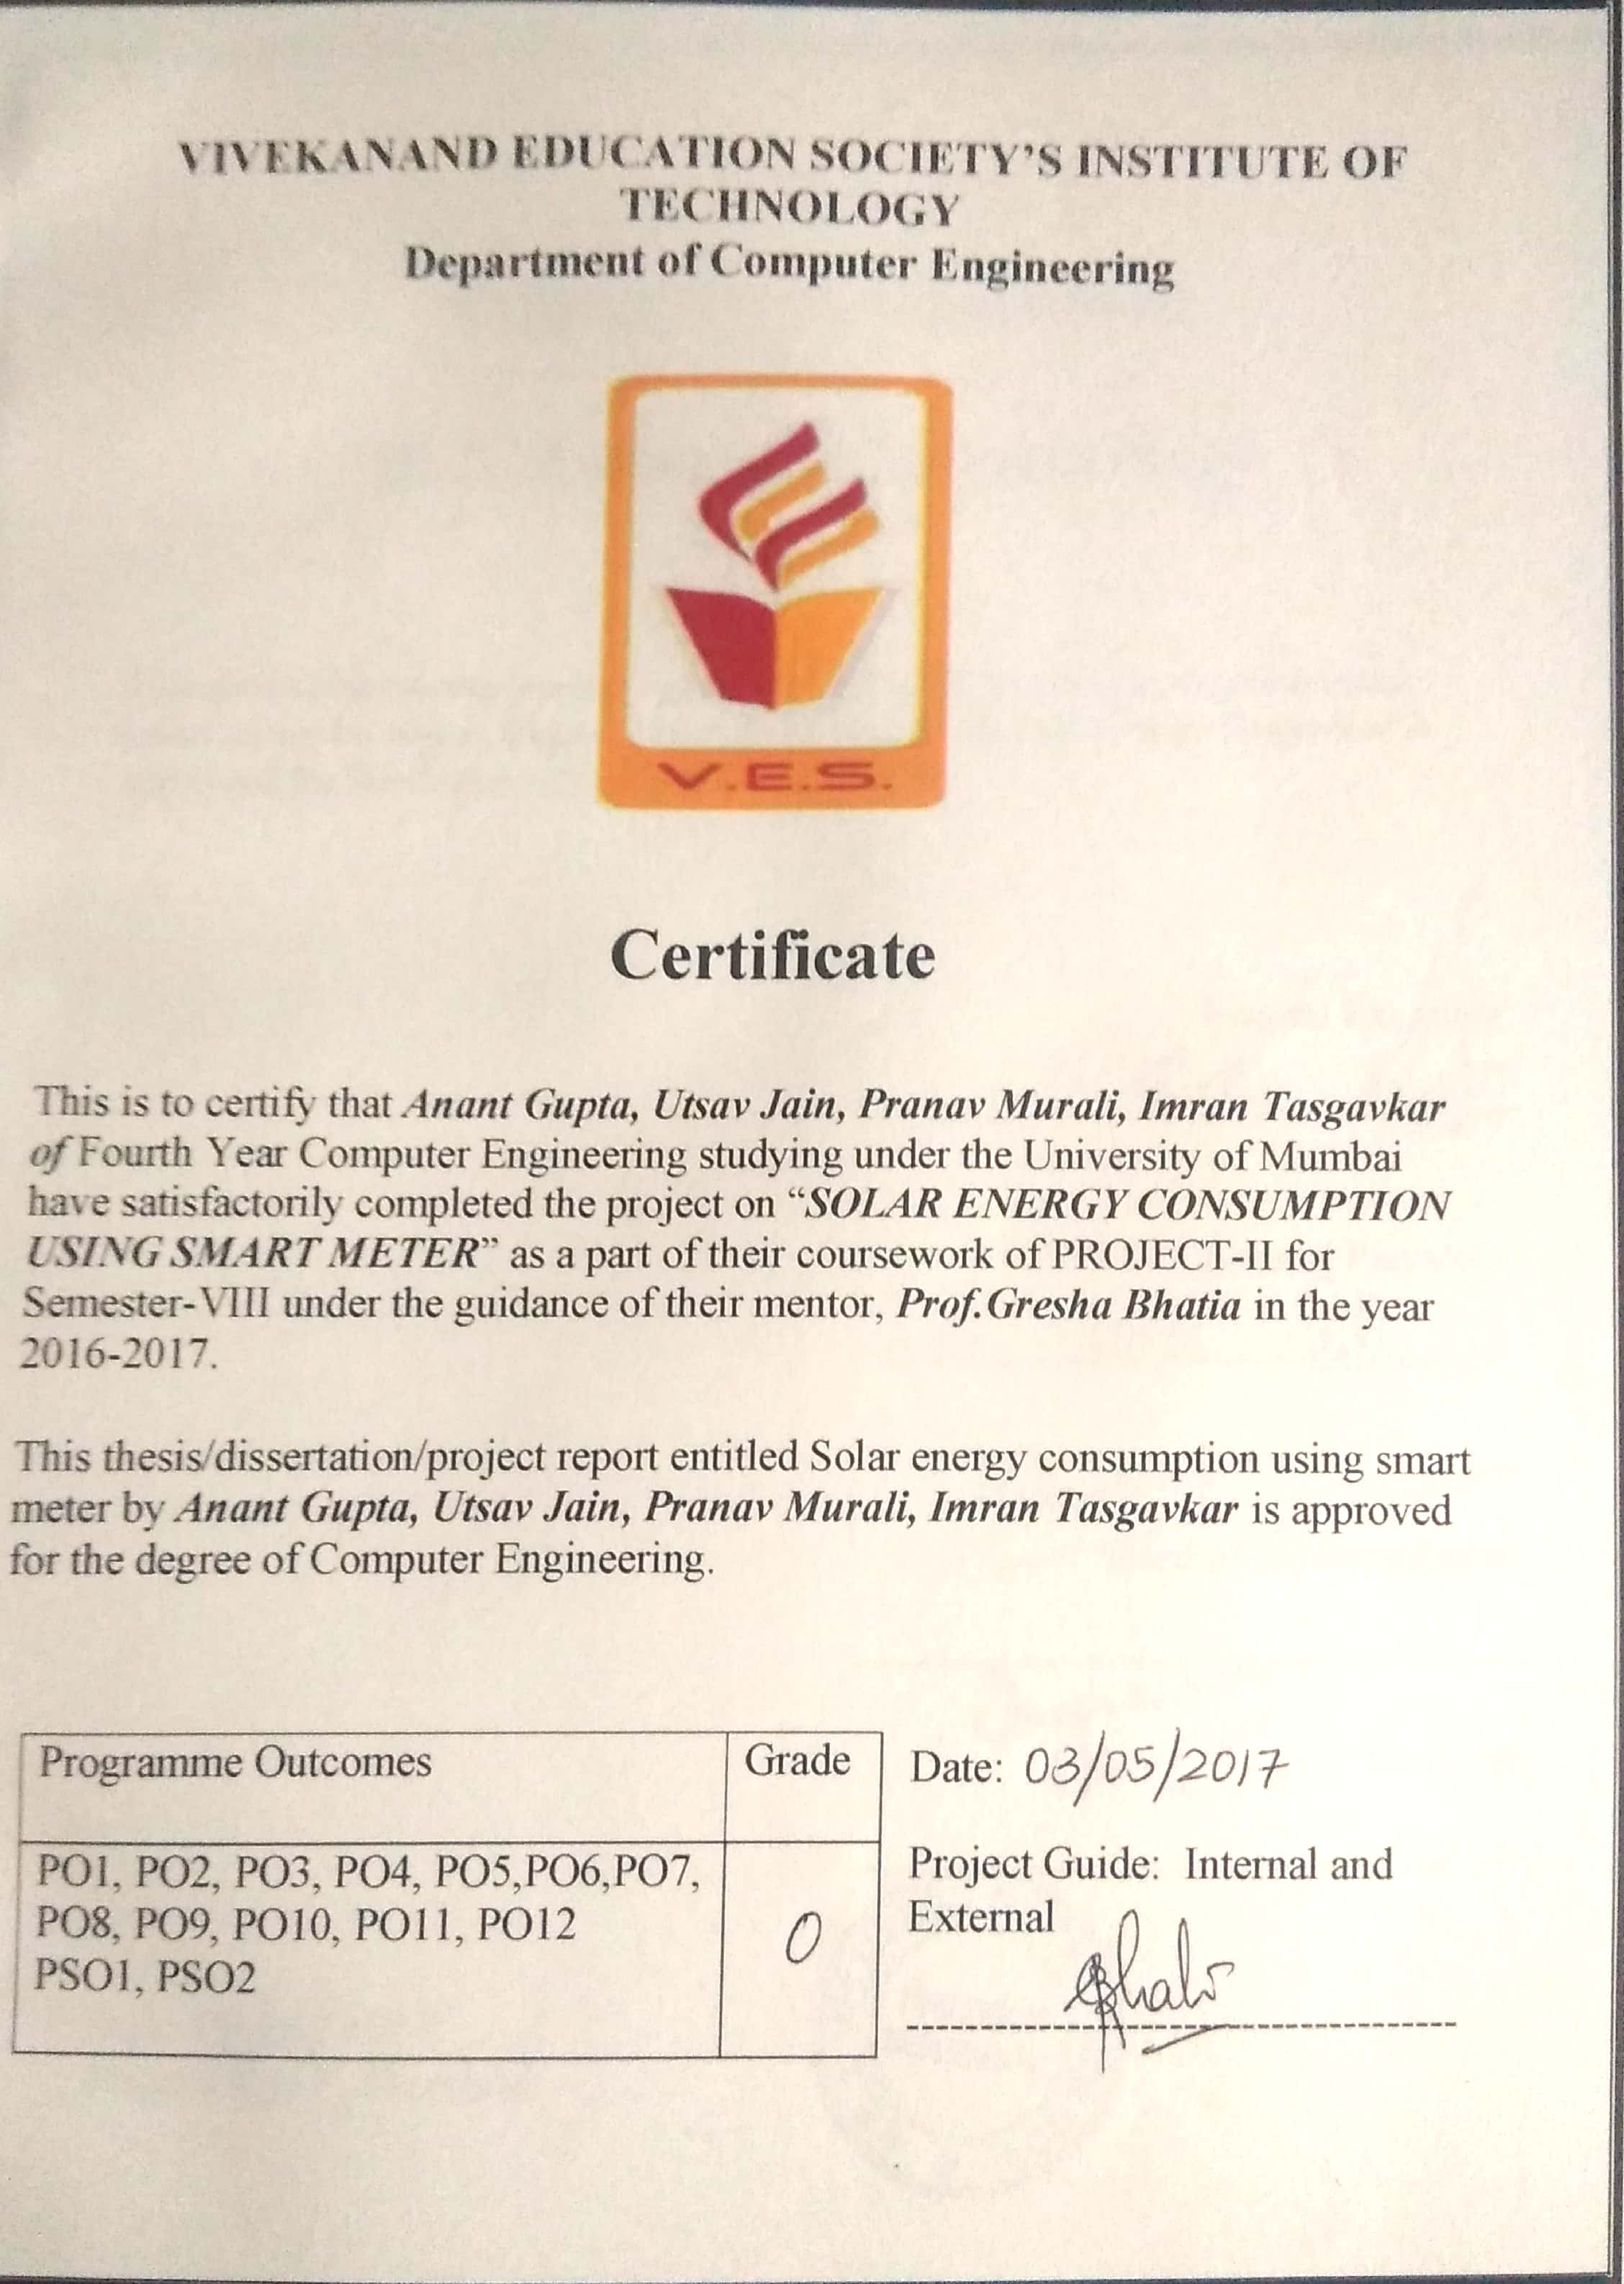 VIVEKANAND EDUCATION SOCIETY'S INSTITUTE OF
TECHNOLOGY
Department of Computer Engineering
V.E.S.
Certificate
This is to certify that Anant Gupta, Utsav Jain, Pranav Murali, Imran Tasgavkar
of Fourth Year Computer Engineering studying under the University of Mumbai
have satisfactorily completed the project on “SOLAR ENERGY CONSUMPTION
USING SMART METER” as a part of their coursework of PROJECT-II for
Semester-VIII under the guidance of their mentor, Prof.Gresha Bhatia in the year
2016-2017.
This thesis/dissertation/project report entitled Solar energy consumption using smart
meter by Anant Gupta, Utsav Jain, Pranav Murali, Imran Tasgavkar is approved
for the degree of Computer Engineering.
Programme Outcomes
Grade
PO1, PO2, PO3, PO4, PO5,PO6,PO7,
PO8, PO9, PO10, PO11, PO12
PSO1, PSO2
O
Date: 03/05/2017
Project Guide: Internal and
External